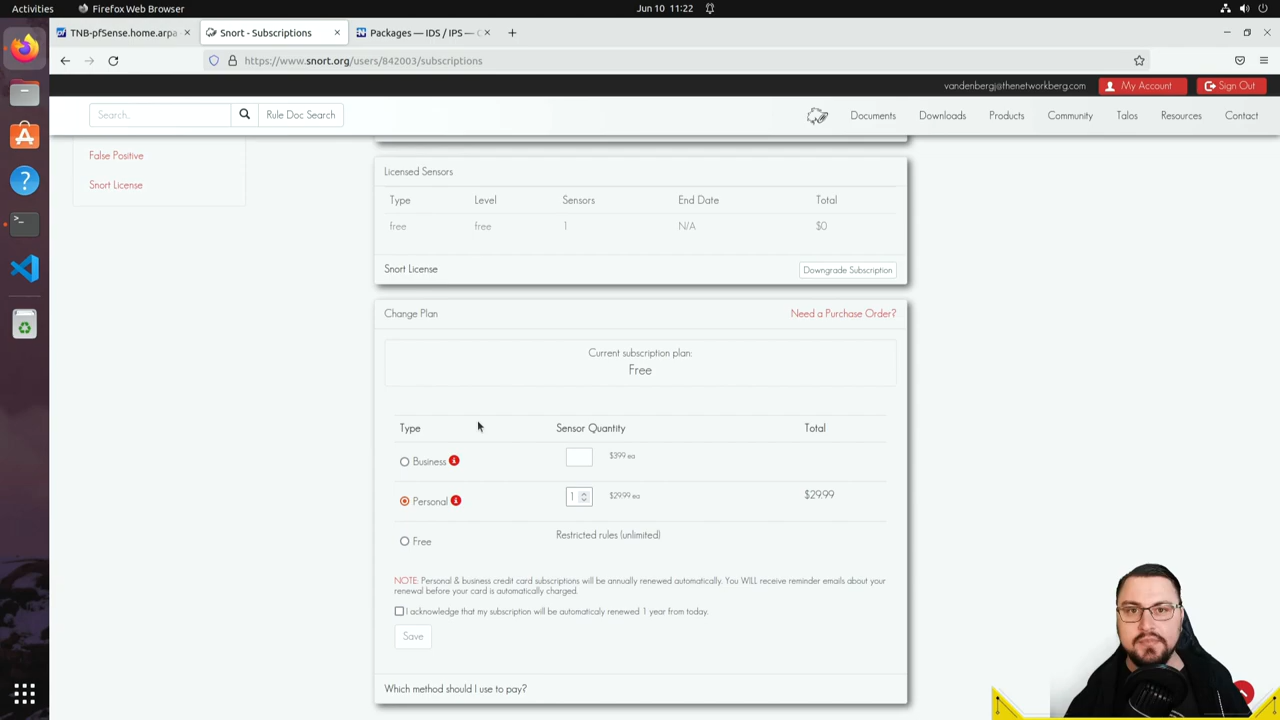 Activities
Firefox Web Browser
Jun 10 11:22
TNB-pfSense.home.arpa
Snort - Subscriptions
Packages — IDS / IPS —
https://www.snort.org/users/842003/subscriptions
vandenbergj@thenetworkberg.com
My Account
Sign Out
Search..
Rule Doc Search
Documents
Downloads
Products
Community
Talos
Resources
Contact
False Positive
Snort License
Licensed Sensors
Type Level Sensors End Date Total
free free 1 N/A $0
Snort License
Downgrade Subscription
Change Plan
Need a Purchase Order?
Current subscription plan:
Free
Type Sensor Quantity Total
Business $399 ea
Personal 1 $29.99 ea $29.99
Free Restricted rules (unlimited)
NOTE: Personal & business credit card subscriptions will be annually renewed automatically. You WILL receive reminder emails about your
renewal before your card is automatically charged.
I acknowledge that my subscription will be automaticaly renewed 1 year from today.
Save
Which method should I use to pay?